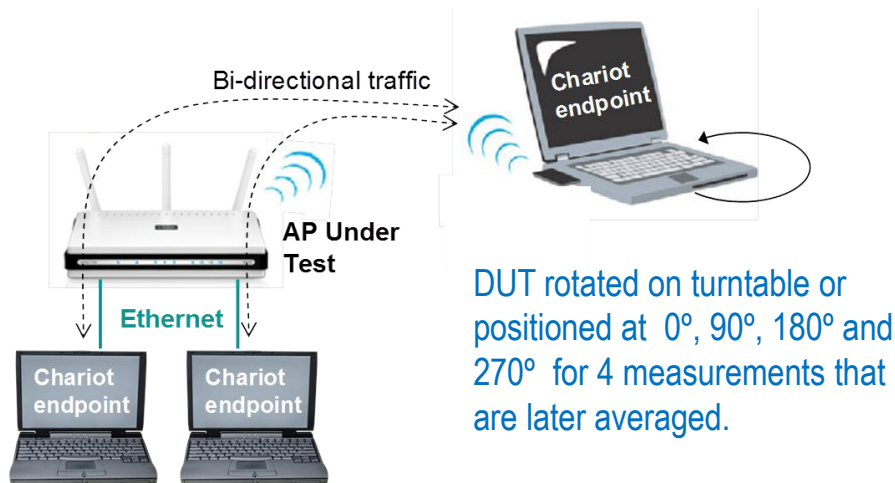 Bi-directional traffic
Chariot
endpoint
AP Under
Test
Ethernet
Chariot
endpoint
Chariot
endpoint
DUT rotated on turntable or
positioned at  0º, 90º, 180º and
270º  for 4 measurements that
are later averaged.